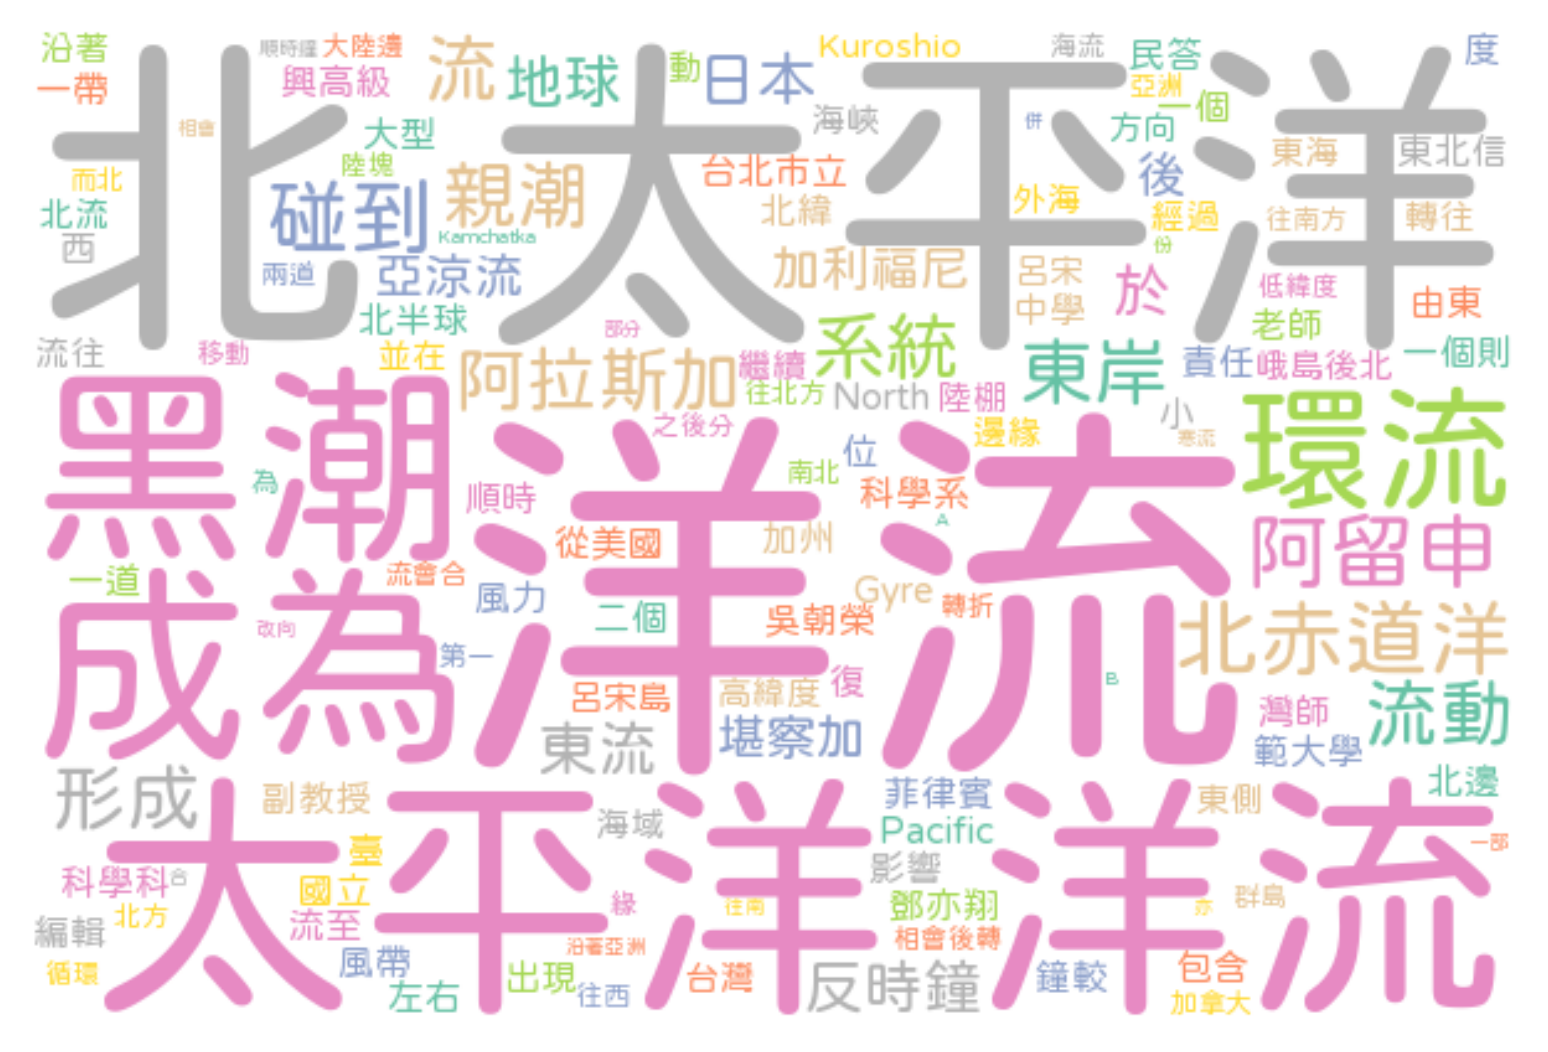 沿著
順時鐘
大陸邊
流
地球
動
日本
Kuroshio
海流
民答
度
一帶
興高級
北太平洋
亞洲
一個
相會
大型
海峽
併
方向
東海
東北信
而北
陸塊
碰到
親潮
台北市立
北緯
外海
後
經過
往南方
轉往
北流
西
Kamchatka
份
兩道
亞涼流
加利福尼
呂宋
於
低緯度
由東
北半球
部分
中學
老師
流往
移動
並在
阿拉斯加
繼續
系統
東岸
責任
峨島後北
一個則
黑潮
往北方
North
陸棚
小
環流
之後分
邊緣
寒流
洋流
為
順時
南北
位
科學系
A
從美國
加州
阿留申
一道
流會合
風力
二個
Gyre
轉折
吳朝榮
北赤道洋
成為
改向
第一
呂宋島
高緯度
復
B
灣師
流動
東流
堪察加
範大學
形成
副教授
海域
菲律賓
東側
北邊
太平洋洋流
Pacific
一部
臺
影響
科學科
合
國立
緣
往南
鄧亦翔
亦
群島
編輯
北方
流至
沿著亞洲
相會後轉
循環
風帶
左右
出現
往西
台灣
反時鐘
鐘較
包含
加拿大